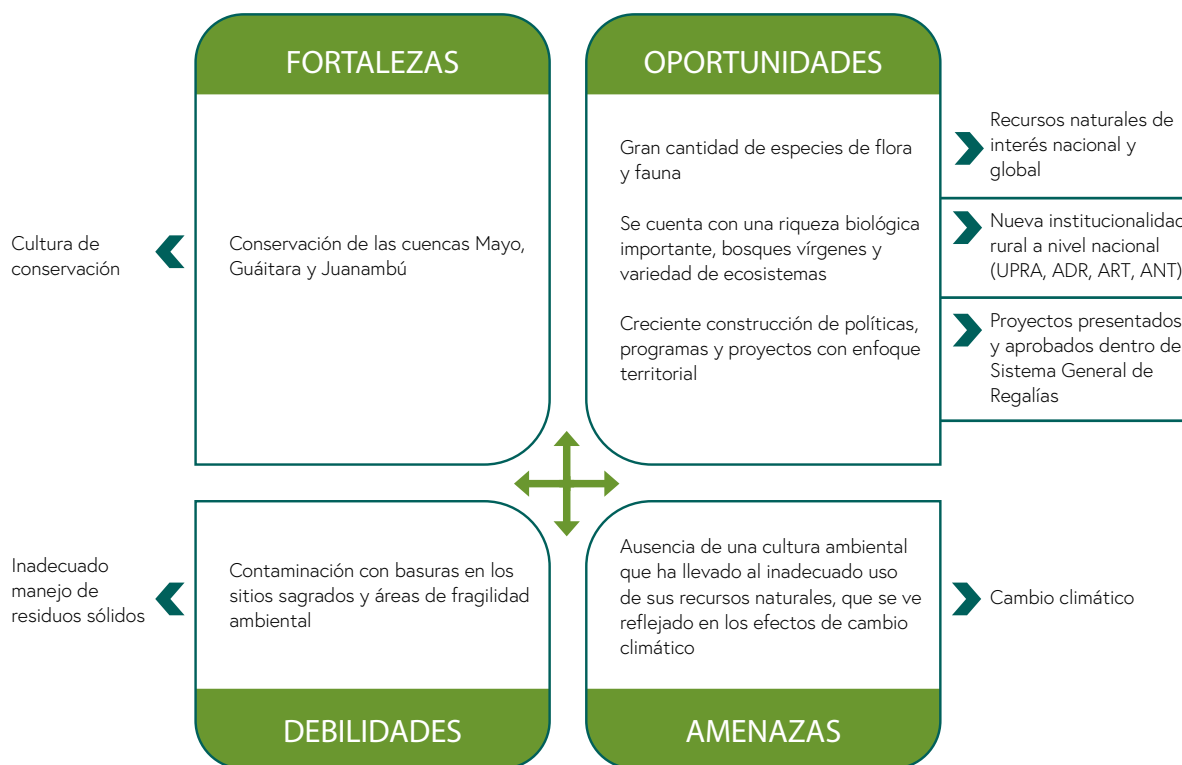 FORTALEZAS
Cultura de
conservación
Conservación de las cuencas Mayo,
Guáitara y Juanambú
OPORTUNIDADES
Gran cantidad de especies de flora
y fauna
Se cuenta con una riqueza biológica
importante, bosques vírgenes y
variedad de ecosistemas
Creciente construcción de políticas,
programas y proyectos con enfoque
territorial
Recursos naturales de
interés nacional y
global
Nueva institucionalidad
rural a nivel nacional
(UPRA, ADR, ART, ANT)
Proyectos presentados
y aprobados dentro de
Sistema General de
Regalías
Inadecuado
manejo de
residuos sólidos
Contaminación con basuras en los
sitios sagrados y áreas de fragilidad
ambiental
DEBILIDADES
Ausencia de una cultura ambiental
que ha llevado al inadecuado uso
de sus recursos naturales, que se ve
reflejado en los efectos de cambio
climático
AMENAZAS
Cambio climático